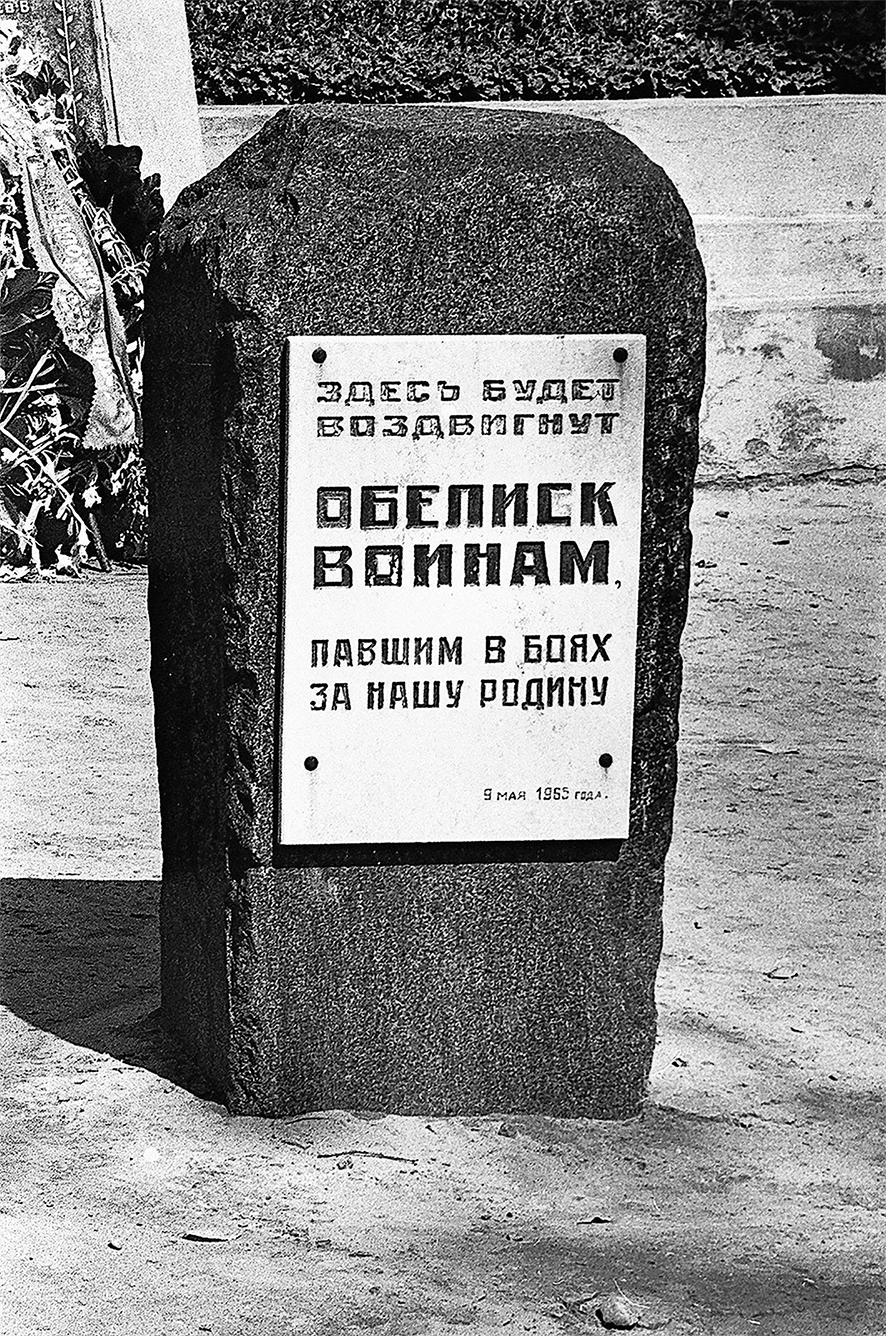 ЗДЕСЬ БУДЕТ
ВОЗДВИГНУТ
ОБЕЛИСК
ВОИНАМ,
ПАВШИМ В БОЯХ
ЗА НАШУ РОДИНУ
9 МАЯ 1965 ГОДА.